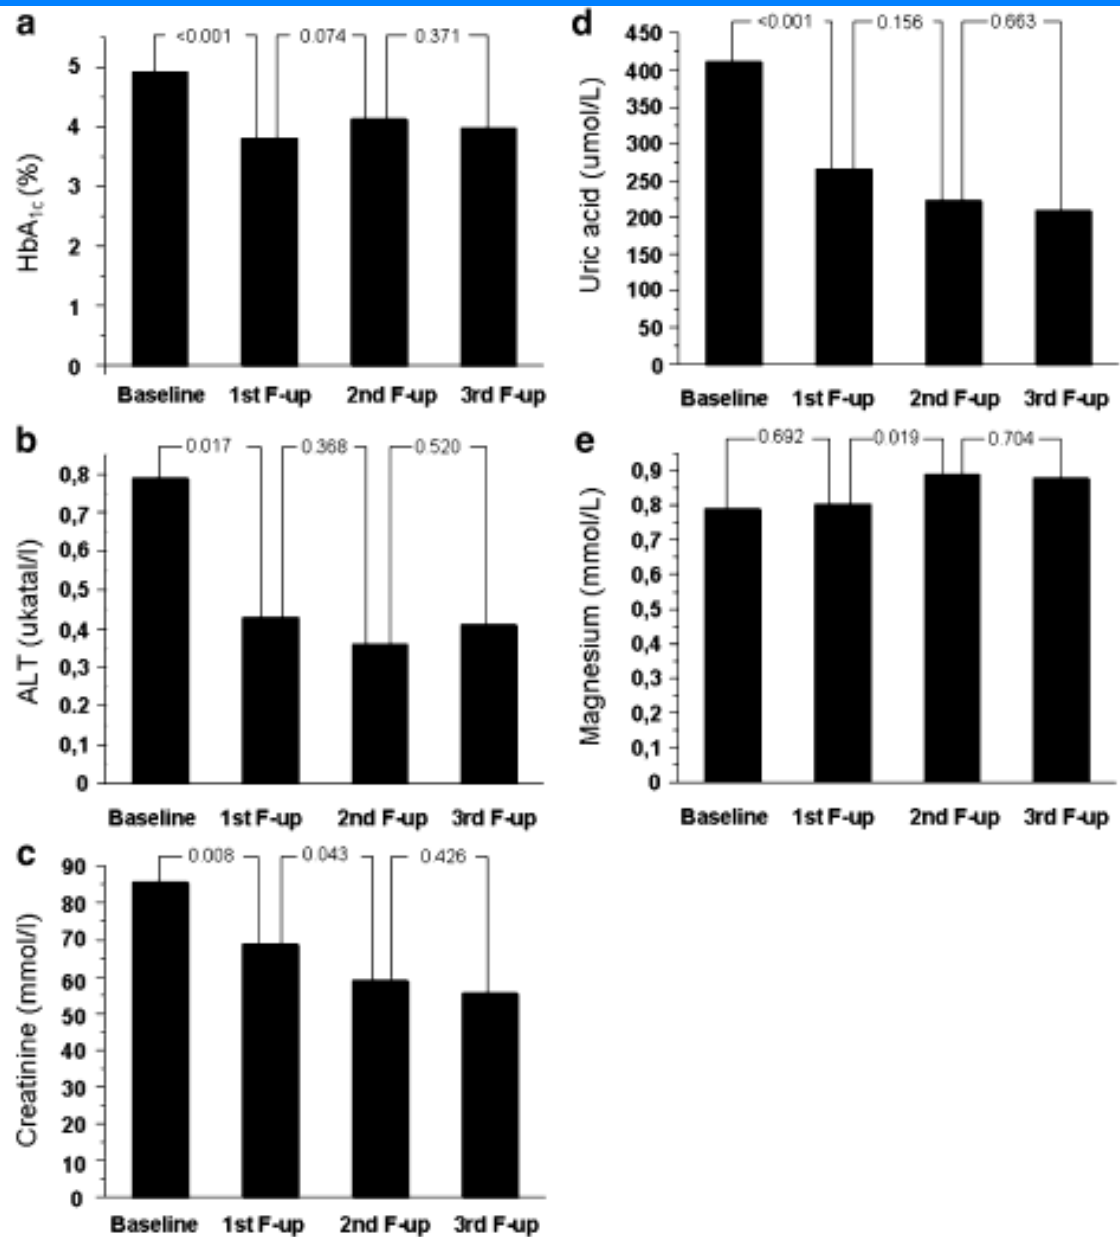 a
<0.001 0.074 0.371
HbA1c (%)
5
4
3
2
1
0
Baseline 1st F-up 2nd F-up 3rd F-up
b
0.017 0.368 0.520
ALT (ukatal/l)
0,8
0,7
0,6
0,5
0,4
0,3
0,2
0,1
0
Baseline 1st F-up 2nd F-up 3rd F-up
c
0.008 0.043 0.426
Creatinine (mmol/l)
90
80
70
60
50
40
30
20
10
0
Baseline 1st F-up 2nd F-up 3rd F-up
d
<0.001 0.156 0.663
Uric acid (umol/L)
450
400
350
300
250
200
150
100
50
0
Baseline 1st F-up 2nd F-up 3rd F-up
e
0.692 0.019 0.704
Magnesium (mmol/L)
0,9
0,8
0,7
0,6
0,5
0,4
0,3
0,2
0,1
0
Baseline 1st F-up 2nd F-up 3rd F-up